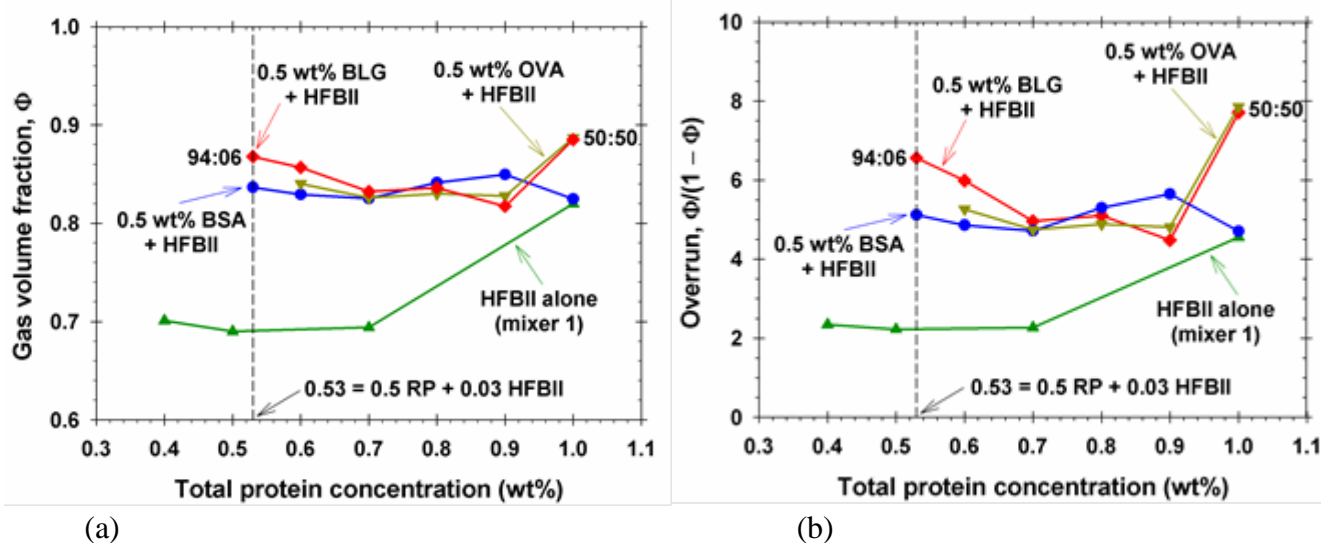 1.0
0.9
0.8
0.7
0.6
Gas volume fraction, Φ
0.5 wt% BLG
+ HFBII
0.5 wt% OVA
+ HFBII
94:06
50:50
0.5 wt% BSA
+ HFBII
HFBII alone
(mixer 1)
0.53 = 0.5 RP + 0.03 HFBII
0.3 0.4 0.5 0.6 0.7 0.8 0.9 1.0 1.1
Total protein concentration (wt%)
(a)
10
8
6
4
2
0
Overrun, Φ/(1 − Φ)
0.5 wt% OVA
+ HFBII
0.5 wt% BLG
+ HFBII
50:50
94:06
0.5 wt% BSA
+ HFBII
HFBII alone
(mixer 1)
0.53 = 0.5 RP + 0.03 HFBII
0.3 0.4 0.5 0.6 0.7 0.8 0.9 1.0 1.1
Total protein concentration (wt%)
(b)